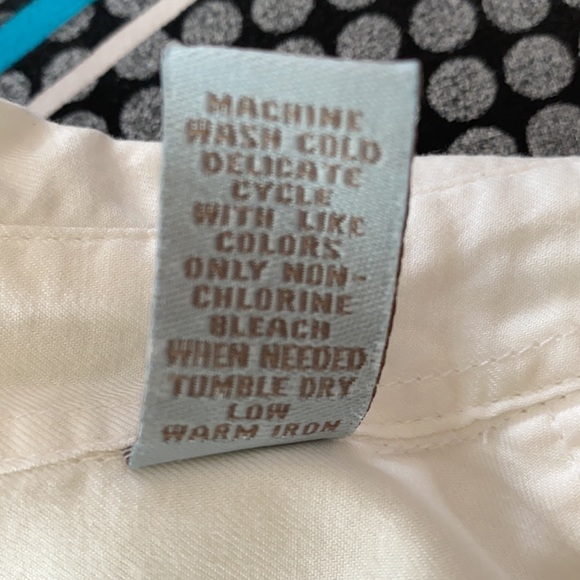 MACHINE
WASH COLD
DELICATE
CYCLE
WITH LIKE
COLORS
ONLY NON-
CHLORINE
BLEACH
WHEN NEEDED
TUMBLE DRY
LOW
WARM IRON